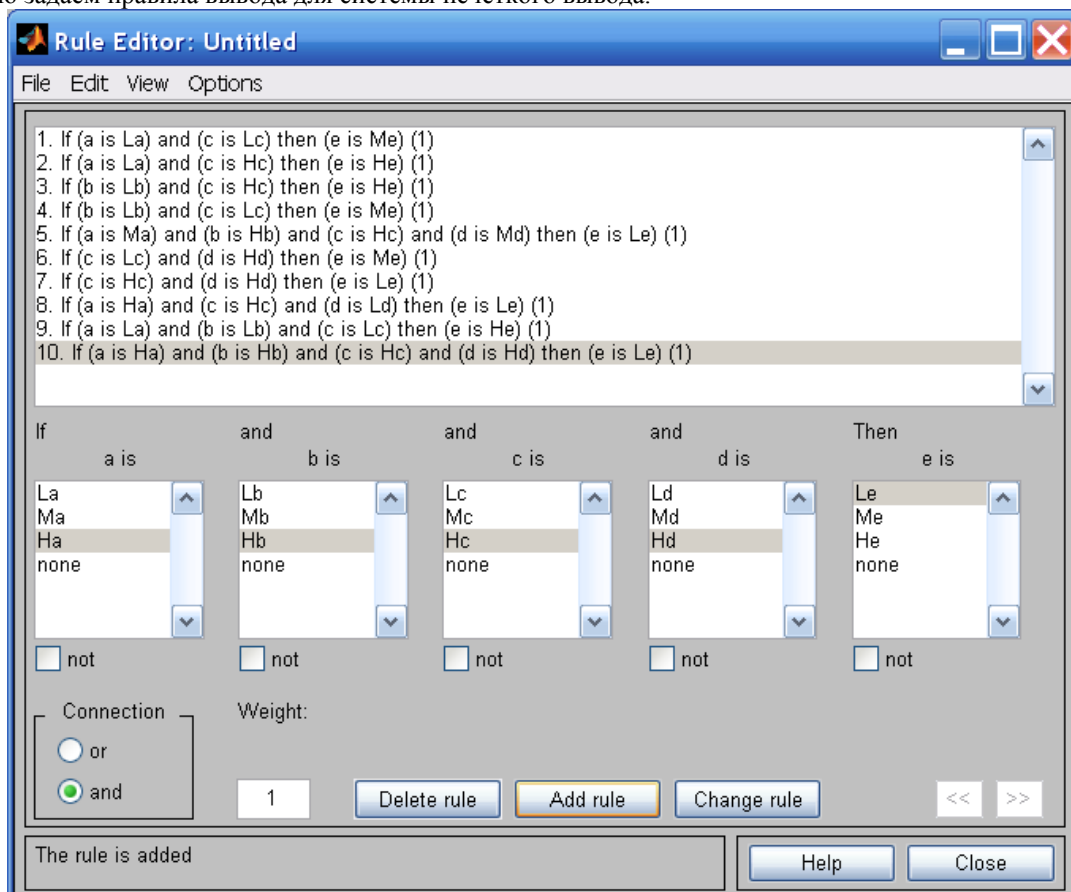 задаем правила вывода для системы нечеткого вывода.
Rule Editor: Untitled
File Edit View Options
1. If (a is La) and (c is Lc) then (e is Me) (1)
2. If (a is La) and (c is Hc) then (e is He) (1)
3. If (b is Lb) and (c is Hc) then (e is He) (1)
4. If (b is Lb) and (c is Lc) then (e is Me) (1)
5. If (a is Ma) and (b is Hb) and (c is Hc) and (d is Md) then (e is Le) (1)
6. If (c is Lc) and (d is Hd) then (e is Me) (1)
7. If (c is Hc) and (d is Hd) then (e is Le) (1)
8. If (a is Ha) and (c is Hc) and (d is Ld) then (e is Le) (1)
9. If (a is La) and (b is Lb) and (c is Lc) then (e is He) (1)
10. If (a is Ha) and (b is Hb) and (c is Hc) and (d is Hd) then (e is Le) (1)
If and and and Then
a is b is c is d is e is
La Lb Lc Ld Le
Ma Mb Mc Md Me
Ha Hb Hc Hd He
none none none none none
not not not not not
Connection Weight:
or
and 1 Delete rule Add rule Change rule << >>
The rule is added Help Close